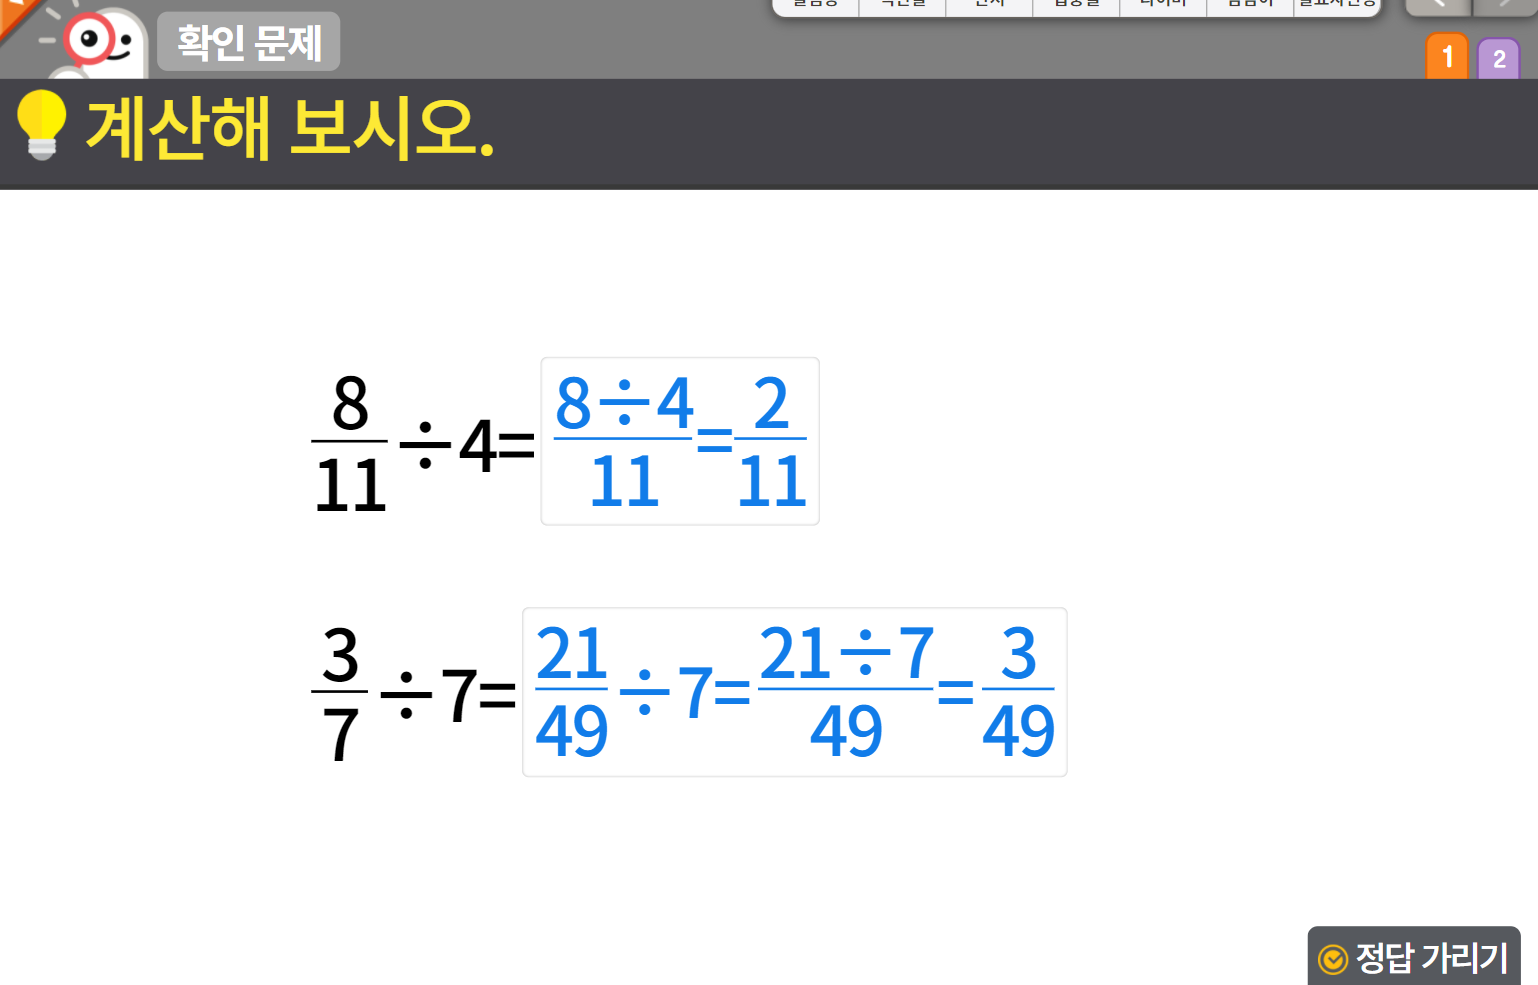 확인 문제
1
2
계산해 보시오.
8/11÷4=(8÷4)/11=2/11
3/7÷7=21/49÷7=(21÷7)/49=3/49
정답 가리기